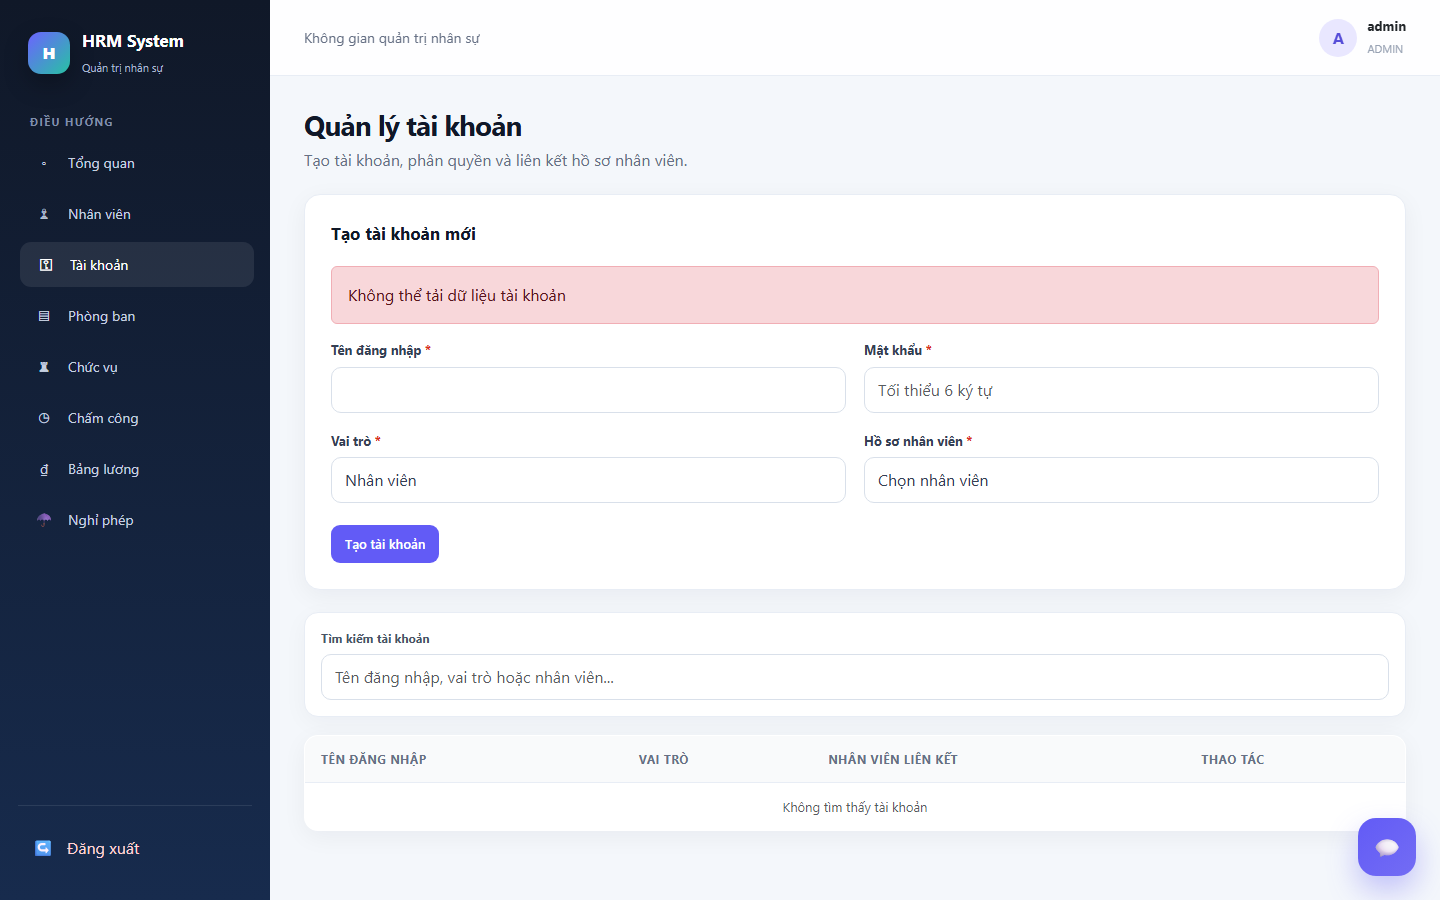 H
HRM System
Quản trị nhân sự
ĐIỀU HƯỚNG
Tổng quan
Nhân viên
Tài khoản
Phòng ban
Chức vụ
Chấm công
₫ Bảng lương
Nghỉ phép
Đăng xuất
Không gian quản trị nhân sự
A
admin
ADMIN
Quản lý tài khoản
Tạo tài khoản, phân quyền và liên kết hồ sơ nhân viên.
Tạo tài khoản mới
Không thể tải dữ liệu tài khoản
Tên đăng nhập *
Mật khẩu *
Tối thiểu 6 ký tự
Vai trò *
Hồ sơ nhân viên *
Nhân viên
Chọn nhân viên
Tạo tài khoản
Tìm kiếm tài khoản
Tên đăng nhập, vai trò hoặc nhân viên...
TÊN ĐĂNG NHẬP VAI TRÒ NHÂN VIÊN LIÊN KẾT THAO TÁC
Không tìm thấy tài khoản